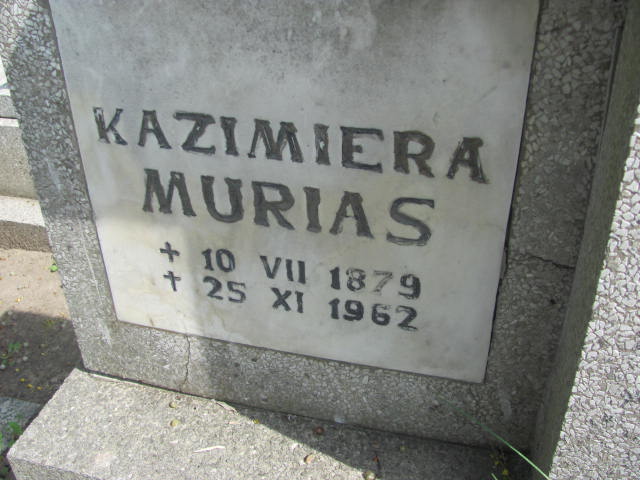 KAZIMIERA
MURIAS
+ 10 VII 1879
+ 25 XI 1962